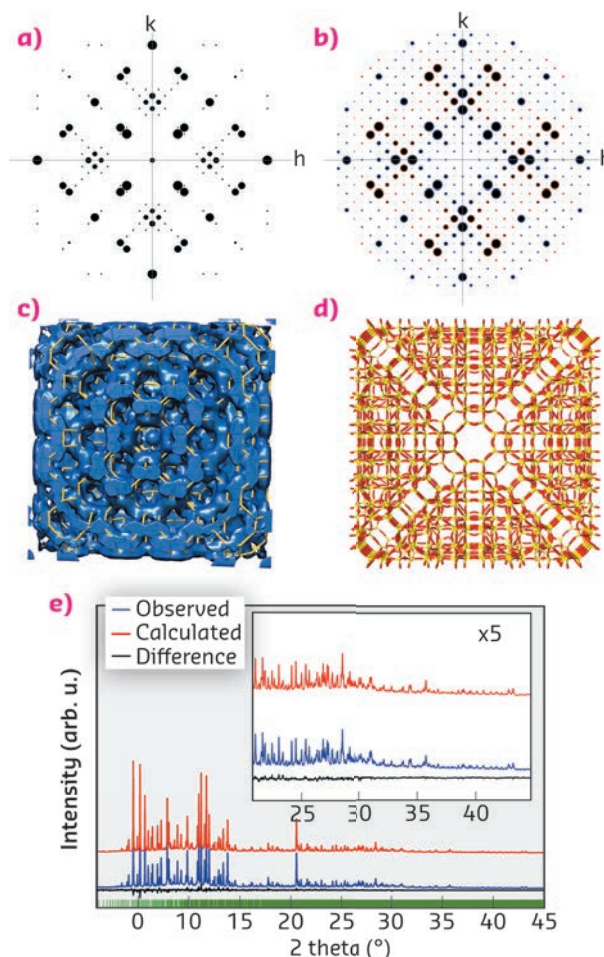 a)
k
h
b)
k
h
c)
d)
e)
Observed
Calculated
Difference
x5
25
30
35
40
Intensity (arb. u.)
0
5
10
15
20
25
30
35
40
45
2 theta (°)